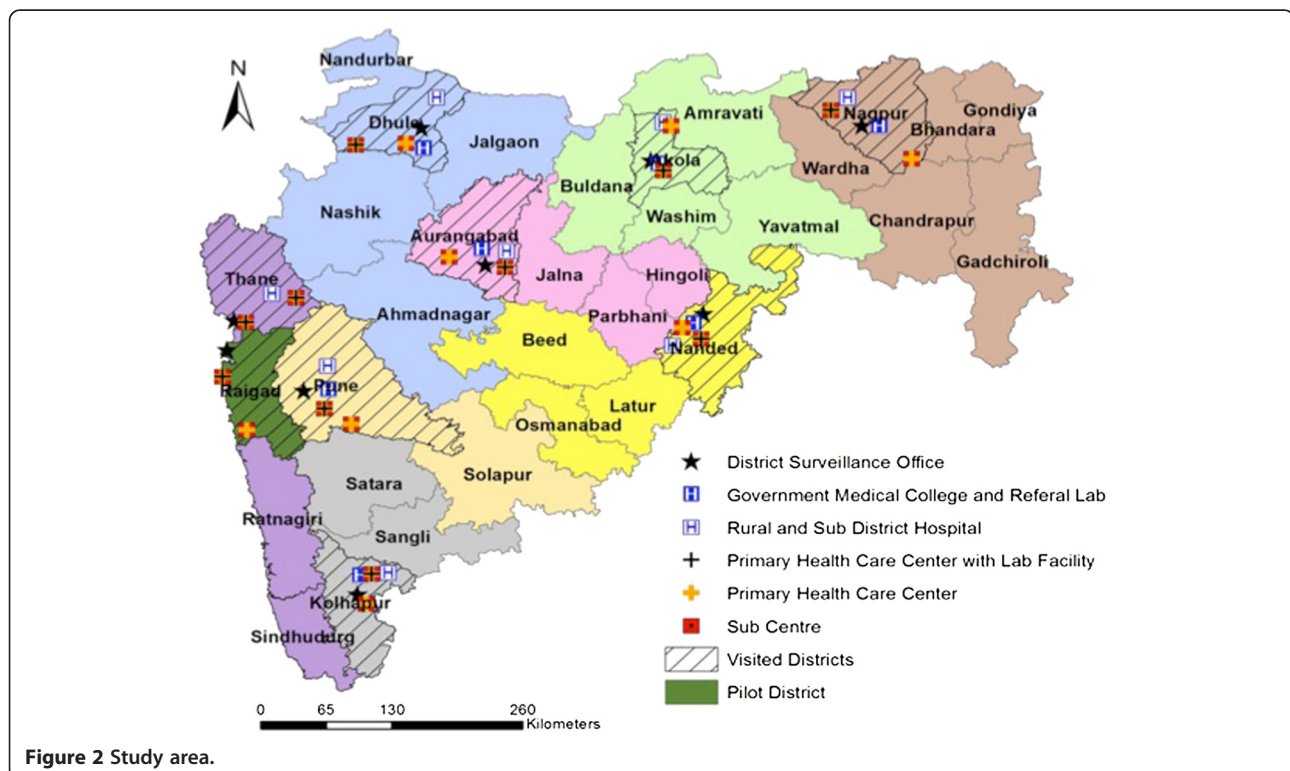 N
Nandurbar
Dhule
Jalgaon
Nashik
Amravati
Akola
Buldana
Washim
Yavatmal
Nagpur
Gondiya
Bhandara
Wardha
Chandrapur
Gadchiroli
Aurangabad
Jalna
Hingoli
Parbhani
Thane
Ahmadnagar
Beed
Nanded
Raigad
Pune
Latur
Osmanabad
Solapur
Satara
Sangli
Ratnagiri
Kolhapur
Sindhudurg
District Surveillance Office
H Government Medical College and Referal Lab
H Rural and Sub District Hospital
Primary Health Care Center with Lab Facility
Primary Health Care Center
Sub Centre
Visited Districts
Pilot District
0 65 130 260
Kilometers
Figure 2 Study area.